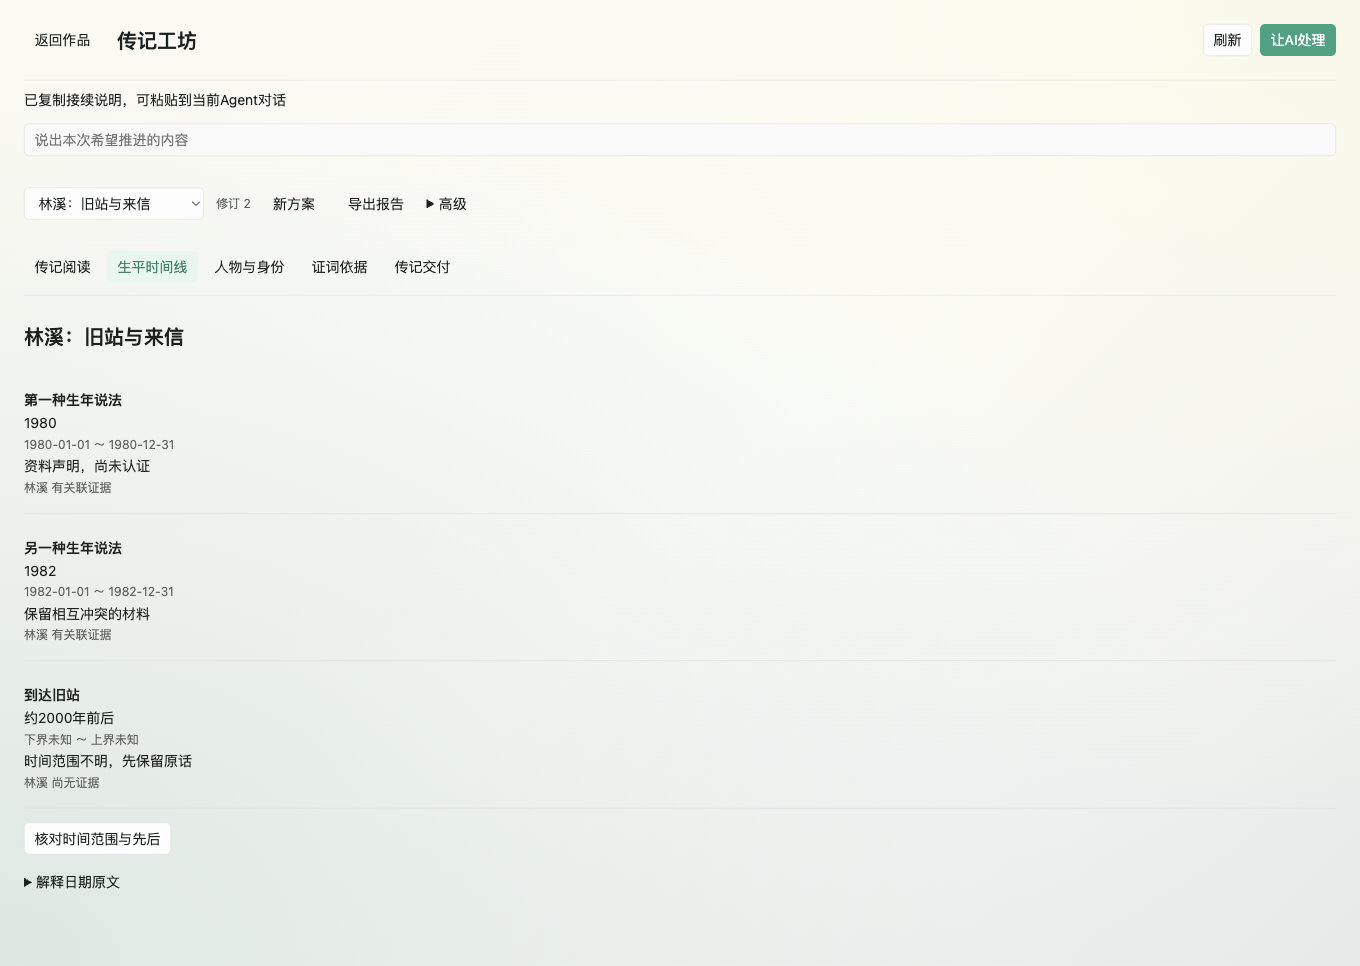 返回作品 传记工坊 刷新 让AI处理
已复制接续说明，可粘贴到当前Agent对话
说出本次希望推进的内容
林溪：旧站与来信 修订 2 新方案 导出报告 ▶ 高级
传记阅读 生平时间线 人物与身份 证词依据 传记交付
林溪：旧站与来信
第一种生年说法
1980
1980-01-01 ～ 1980-12-31
资料声明，尚未认证
林溪 有关联证据
另一种生年说法
1982
1982-01-01 ～ 1982-12-31
保留相互冲突的材料
林溪 有关联证据
到达旧站
约2000年前后
下界未知 ～ 上界未知
时间范围不明，先保留原话
林溪 尚无证据
核对时间范围与先后
▶ 解释日期原文